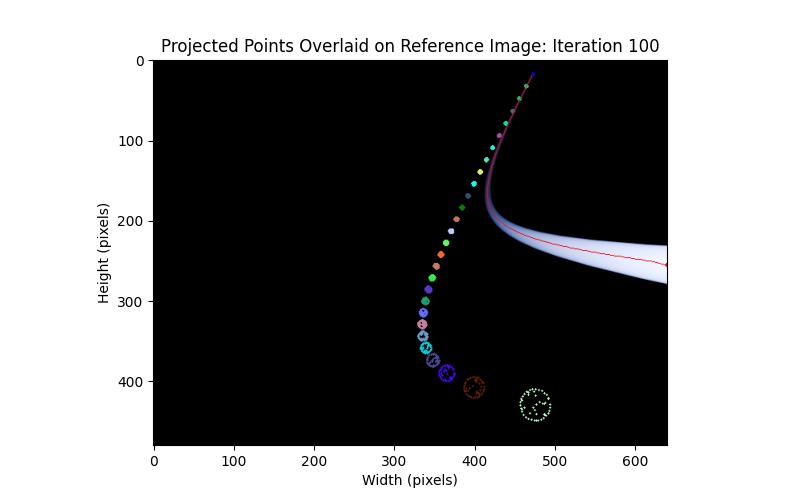 Projected Points Overlaid on Reference Image: Iteration 100
0
100
200
300
400
Height (pixels)
0 100 200 300 400 500 600
Width (pixels)